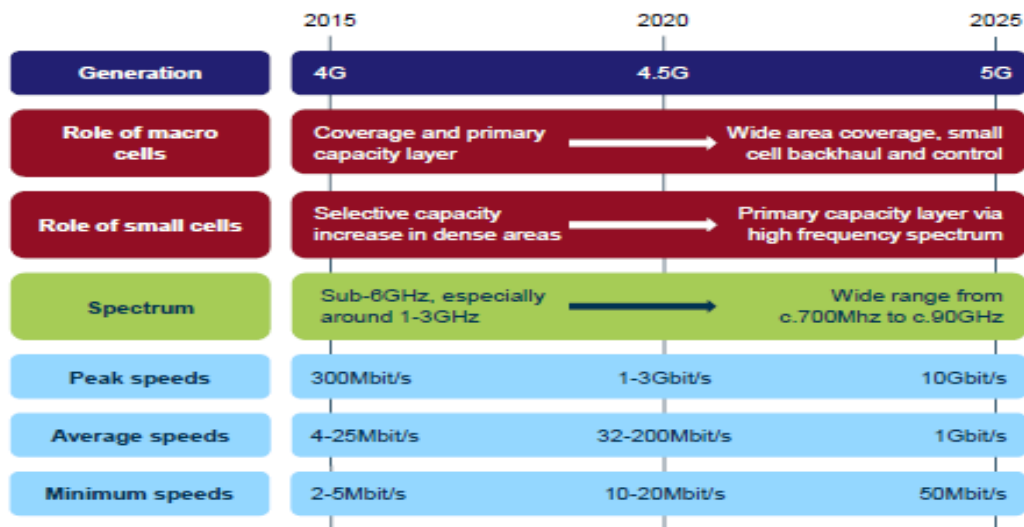 2015 2020 2025
Generation 4G 4.5G 5G
Role of macro cells
Coverage and primary capacity layer
Wide area coverage, small cell backhaul and control
Role of small cells
Selective capacity increase in dense areas
Primary capacity layer via high frequency spectrum
Spectrum
Sub-6GHz, especially around 1-3GHz
Wide range from c.700Mhz to c.90GHz
Peak speeds 300Mbit/s 1-3Gbit/s 10Gbit/s
Average speeds 4-25Mbit/s 32-200Mbit/s 1Gbit/s
Minimum speeds 2-5Mbit/s 10-20Mbit/s 50Mbit/s